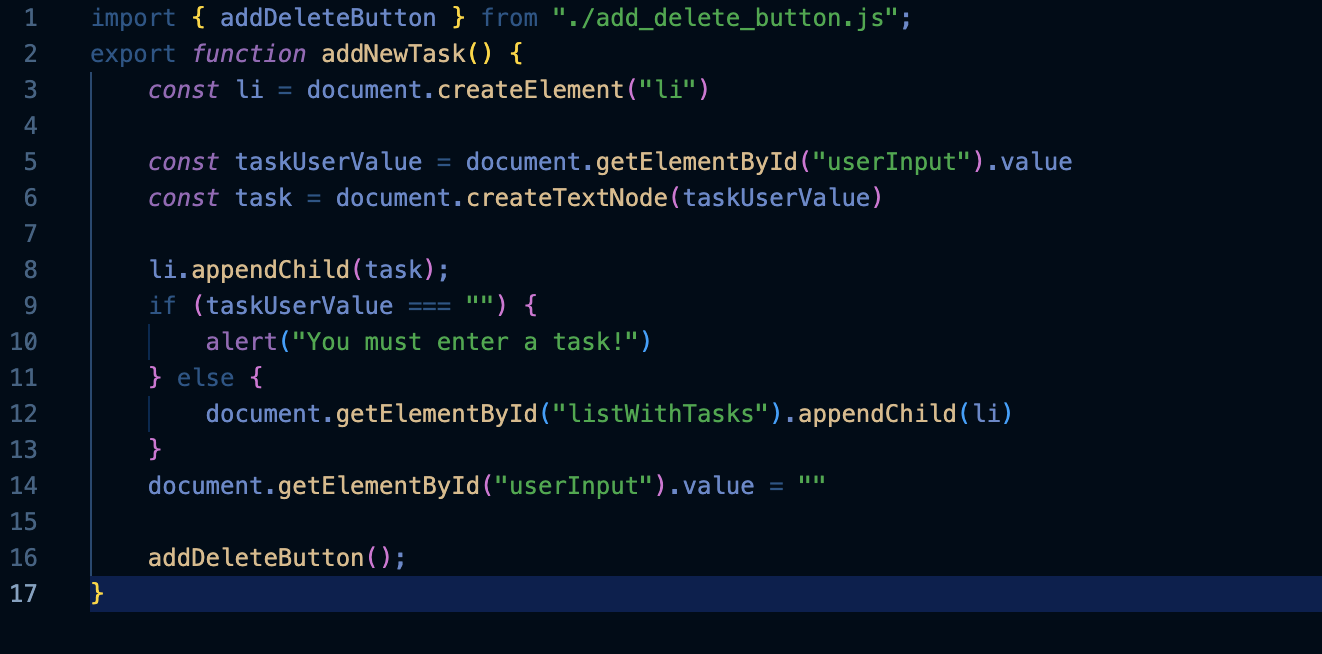 1 import { addDeleteButton } from "./add_delete_button.js";
2 export function addNewTask() {
3 const li = document.createElement("li")
4
5 const taskUserValue = document.getElementById("userInput").value
6 const task = document.createTextNode(taskUserValue)
7
8 li.appendChild(task);
9 if (taskUserValue === "") {
10 alert("You must enter a task!")
11 } else {
12 document.getElementById("listWithTasks").appendChild(li)
13 }
14 document.getElementById("userInput").value = ""
15
16 addDeleteButton();
17 }